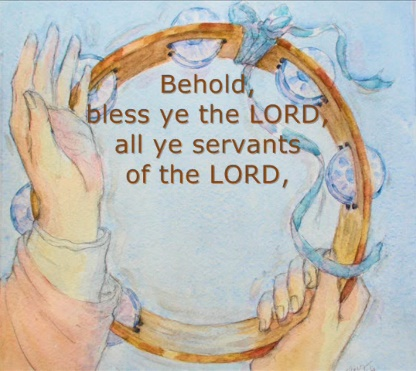 Behold,
bless ye the LORD,
all ye servants
of the LORD,